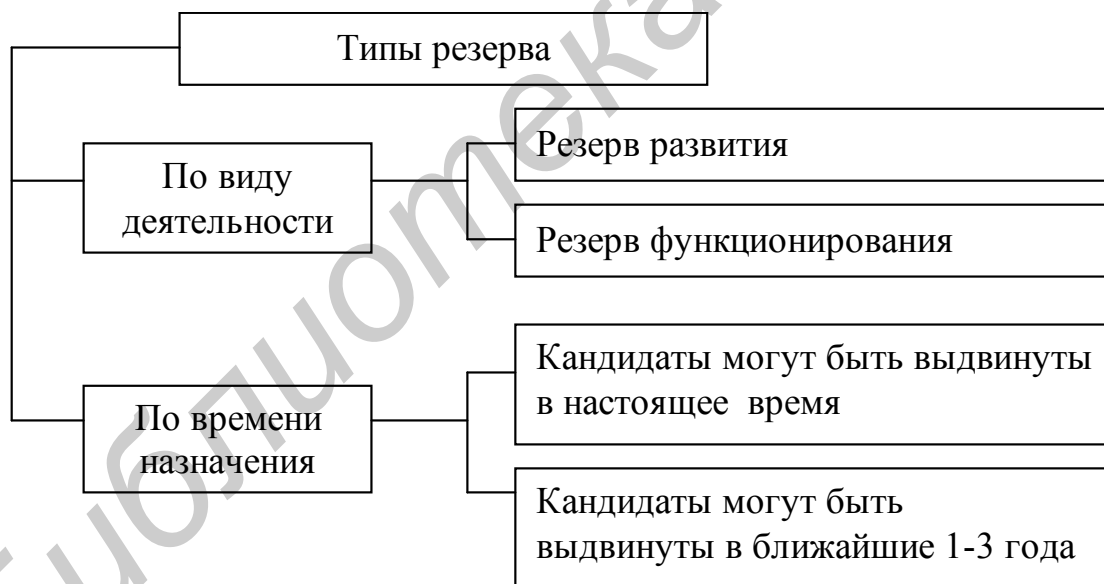 Типы резерва
По виду
деятельности
Резерв развития
Резерв функционирования
По времени
назначения
Кандидаты могут быть выдвинуты
в настоящее время
Кандидаты могут быть
выдвинуты в ближайшие 1-3 года